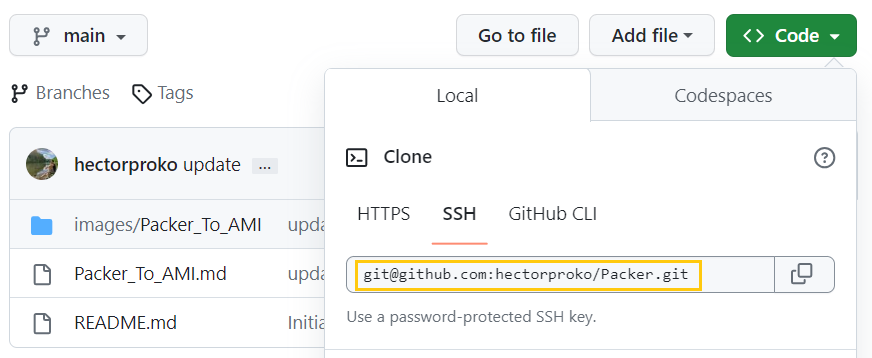 main
Go to file
Add file
<> Code
Branches
Tags
Local
Codespaces
hectorproko update ...
Clone
HTTPS
SSH
GitHub CLI
images/Packer_To_AMI
upda
git@github.com:hectorproko/Packer.git
Packer_To_AMI.md
upda
README.md
Initia
Use a password-protected SSH key.